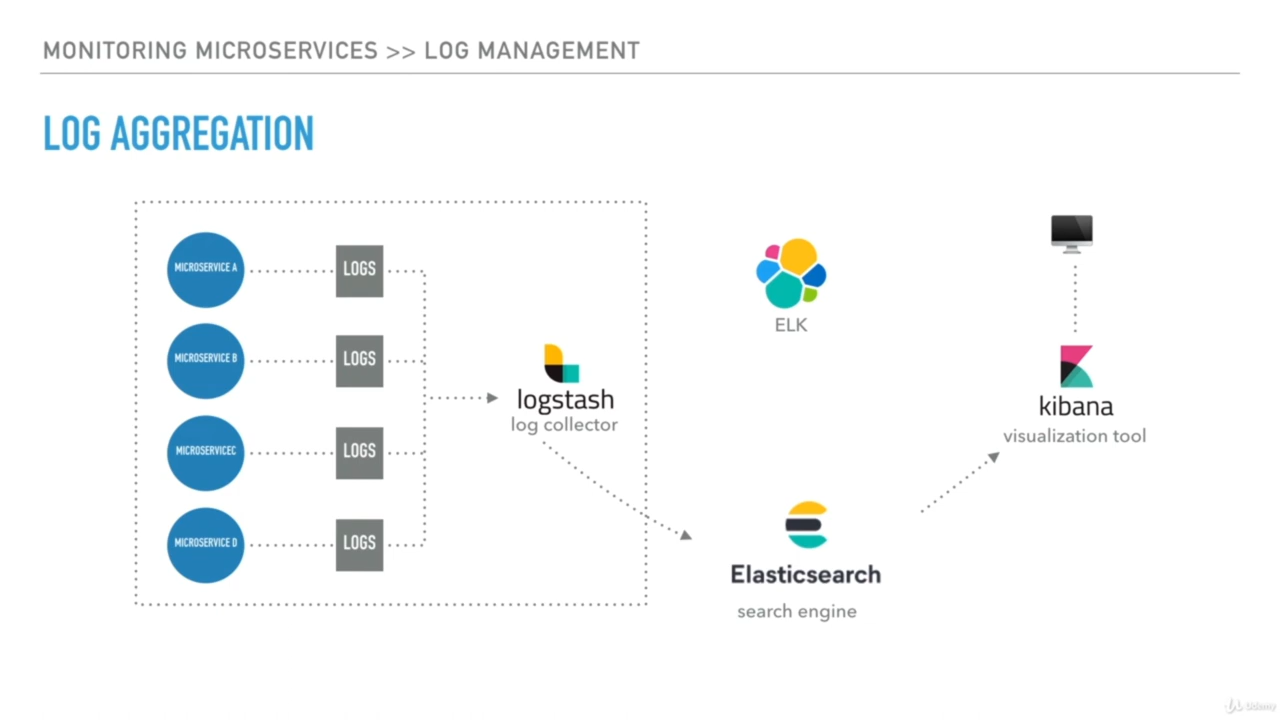 MONITORING MICROSERVICES >> LOG MANAGEMENT
LOG AGGREGATION
MICROSERVICE A
LOGS
MICROSERVICE B
LOGS
MICROSERVICEC
LOGS
MICROSERVICE D
LOGS
logstash
log collector
ELK
Elasticsearch
search engine
kibana
visualization tool
Udemy